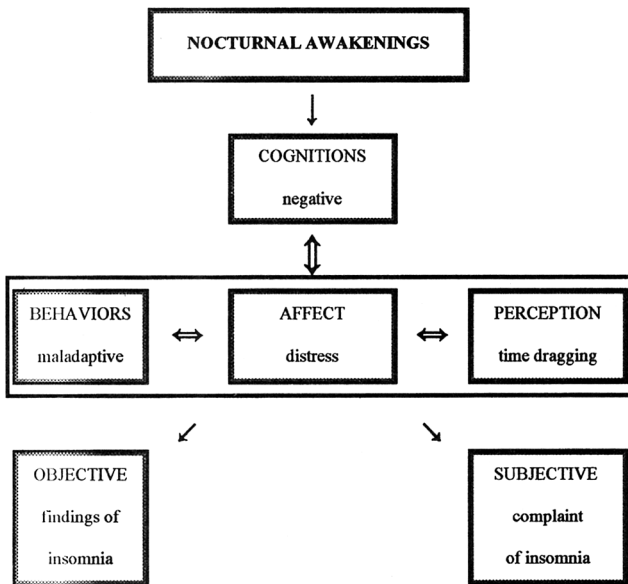 NOCTURNAL AWAKENINGS
COGNITIONS
negative
BEHAVIORS
maladaptive
AFFECT
distress
PERCEPTION
time dragging
OBJECTIVE
findings of
insomnia
SUBJECTIVE
complaint
of insomnia